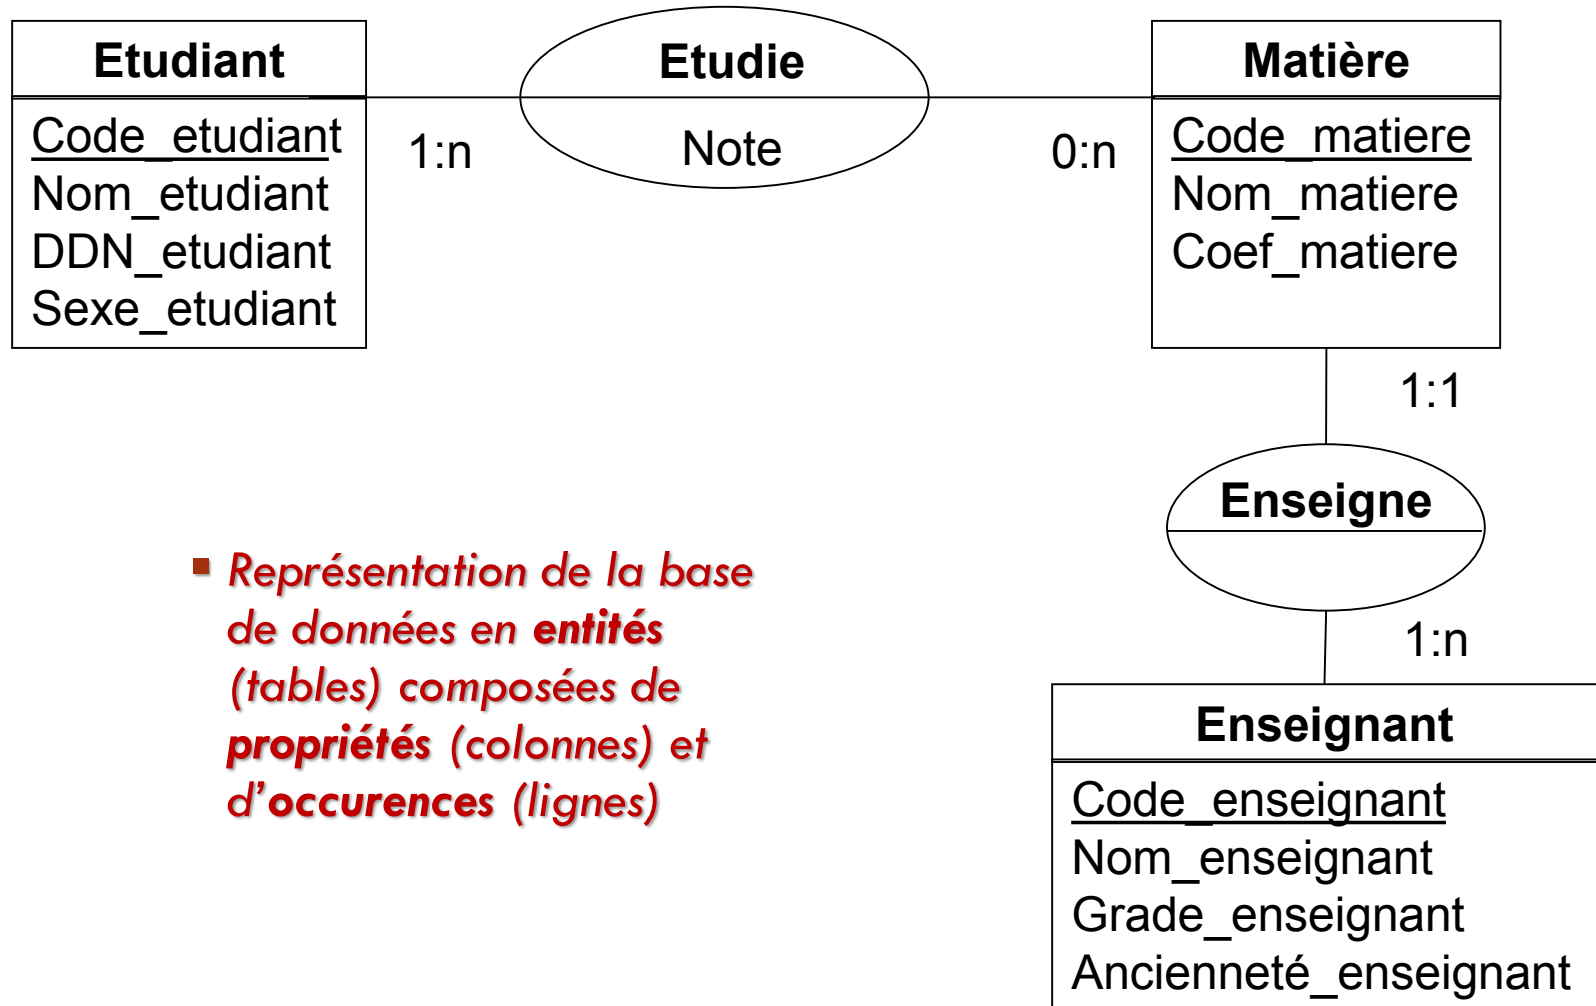 Etudiant
Code_etudiant
Nom_etudiant
DDN_etudiant
Sexe_etudiant
1:n
Etudie
Note
0:n
Matière
Code_matiere
Nom_matiere
Coef_matiere
1:1
Enseigne
1:n
Enseignant
Code_enseignant
Nom_enseignant
Grade_enseignant
Ancienneté_enseignant
▪ Représentation de la base
de données en entités
(tables) composées de
propriétés (colonnes) et
d’occurences (lignes)